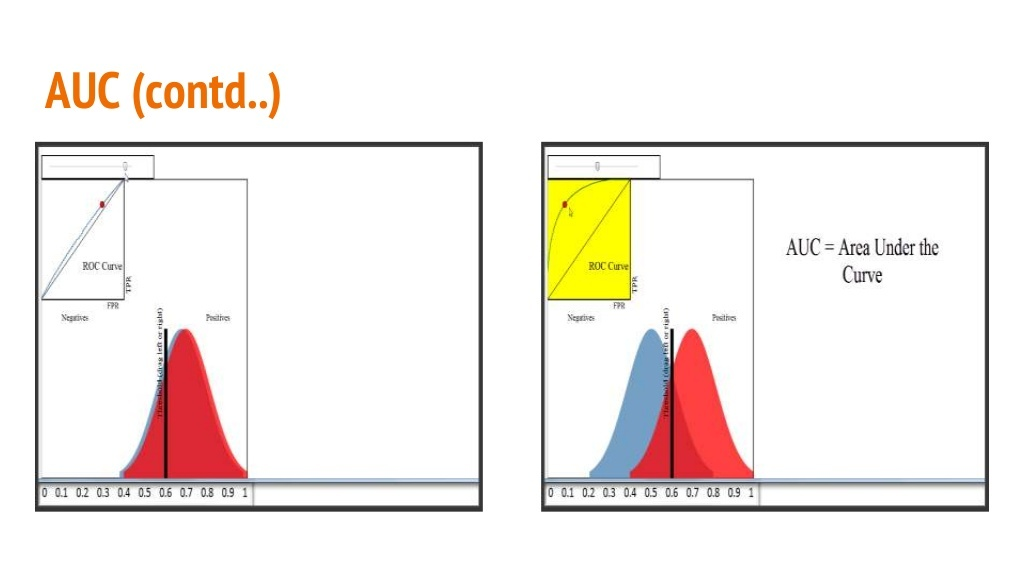 AUC (contd..)
ROC Curve
TPR
FPR
Negatives
Positives
Threshold (drag left or right)
0 0.1 0.2 0.3 0.4 0.5 0.6 0.7 0.8 0.9 1
ROC Curve
TPR
FPR
Negatives
Positives
Threshold (drag left or right)
0 0.1 0.2 0.3 0.4 0.5 0.6 0.7 0.8 0.9 1
AUC = Area Under the
Curve